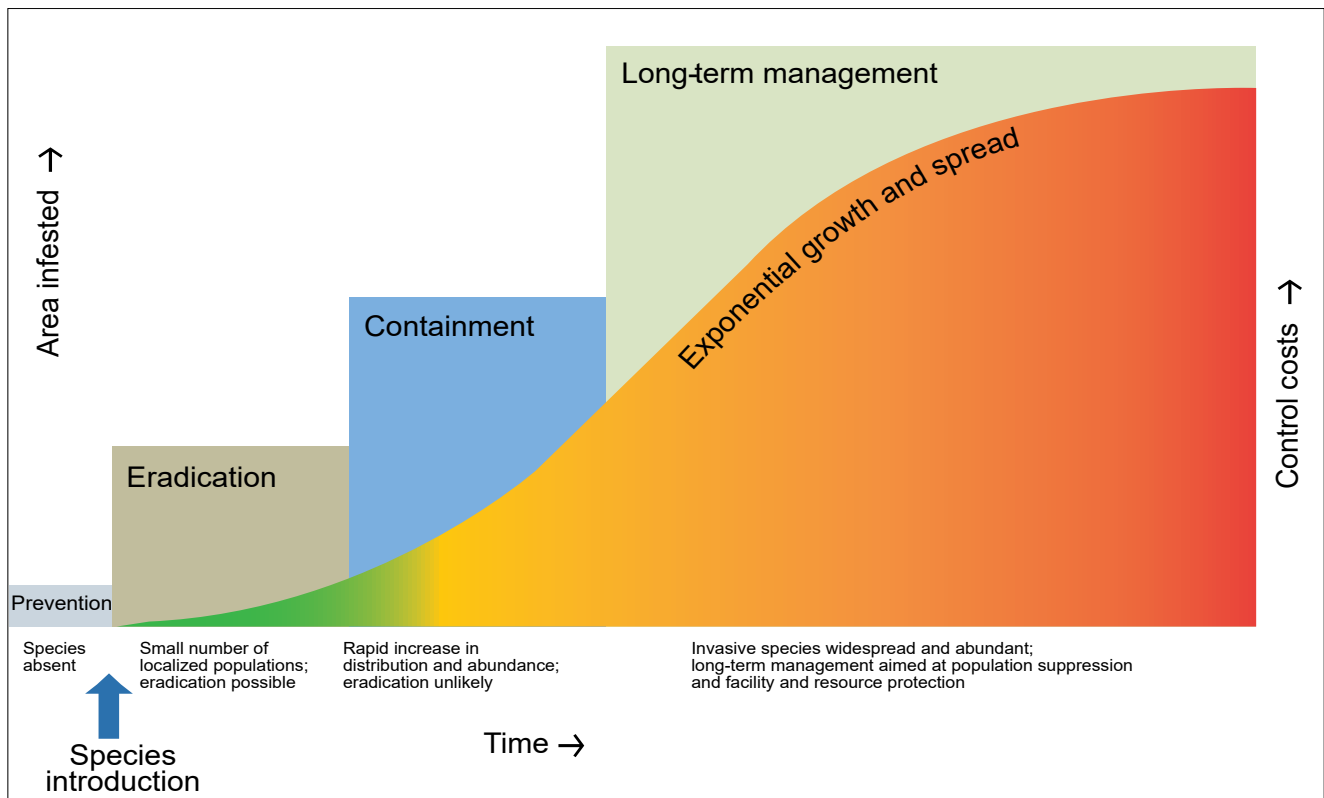 Long-term management
Area infested →
Exponential growth and spread
Containment
Control costs →
Eradication
Prevention
Species
absent
Small number of
localized populations;
eradication possible
Rapid increase in
distribution and abundance;
eradication unlikely
Invasive species widespread and abundant;
long-term management aimed at population suppression
and facility and resource protection
Species
introduction
Time →